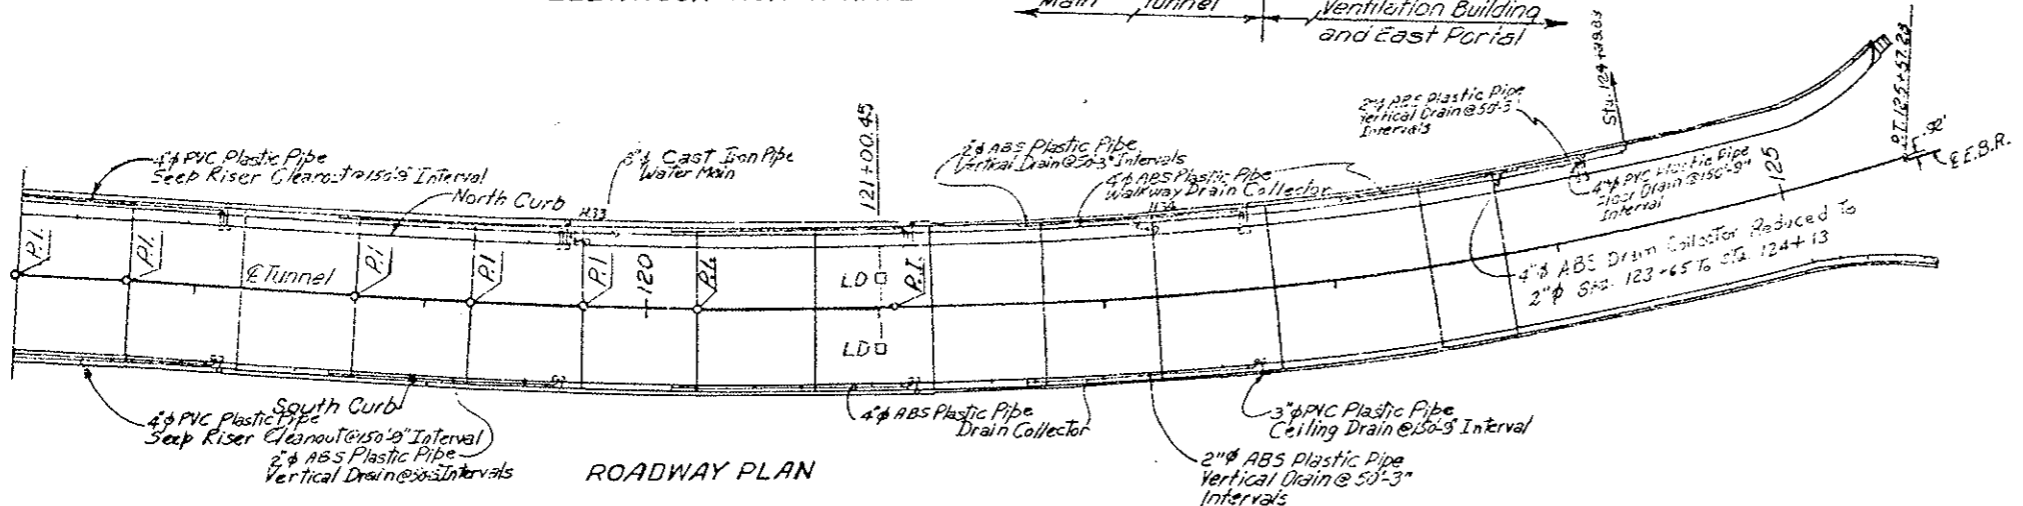 Main Tunnel
Ventilation Building
and East Portal
2"φ ABS Plastic Pipe
Vertical Drain @ 50'-3"
Intervals
P.T. 125+57.23
.92'
℄ E.B.R.
4"φ PVC Plastic Pipe
Seep Riser Cleanout @ 150'-9" Interval
North Curb
Cast Iron Pipe
Water Main
121+00.45
2"φ ABS Plastic Pipe
Vertical Drain @ 50'-3" Intervals
4"φ ABS Plastic Pipe
Walkway Drain Collector
4"φ PVC Plastic Pipe
Floor Drain @ 150'-9"
Interval
125
P.I.
P.I.
℄ Tunnel
P.I
P.I
P.I
120
P.I.
LD
P.I.
LD
4"φ ABS Drain Collector Reduced To
2"φ Sta. 123+65 To Sta. 124+13
South Curb
4"φ PVC Plastic Pipe
Seep Riser Cleanout @ 150'-9" Interval
2"φ ABS Plastic Pipe
Vertical Drain @ 50'-3" Intervals
4"φ ABS Plastic Pipe
Drain Collector
3"φ PVC Plastic Pipe
Ceiling Drain @ 150'-9" Interval
2"φ ABS Plastic Pipe
Vertical Drain @ 50'-3"
Intervals
ROADWAY PLAN